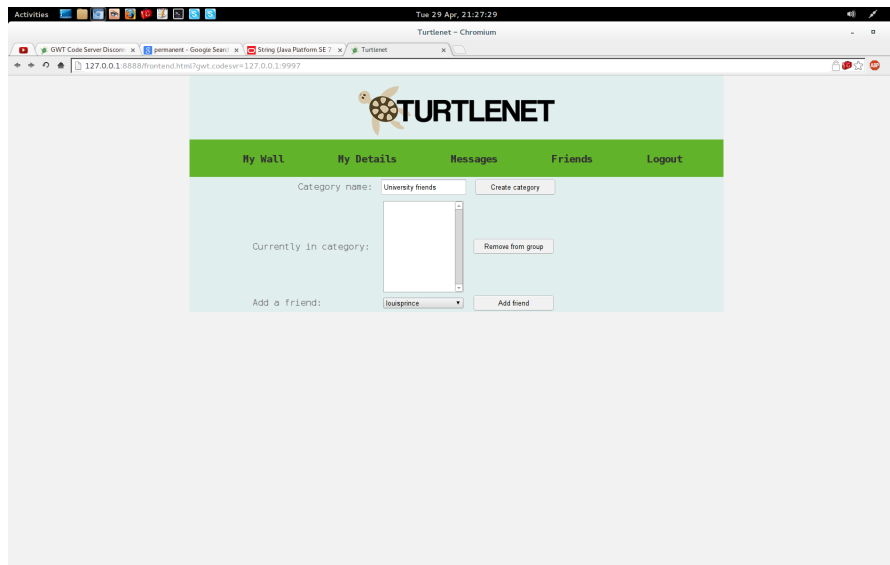 Activities
Tue 29 Apr, 21:27:29
Turtlenet - Chromium
GWT Code Server Disconn
permanent - Google Searc
String (Java Platform SE 7
Turtlenet
127.0.0.1:8888/frontend.html?gwt.codesvr=127.0.0.1:9997
ABP
TURTLENET
My Wall My Details Messages Friends Logout
Category name: University friends Create category
Currently in category: Remove from group
Add a friend: louisprince Add friend